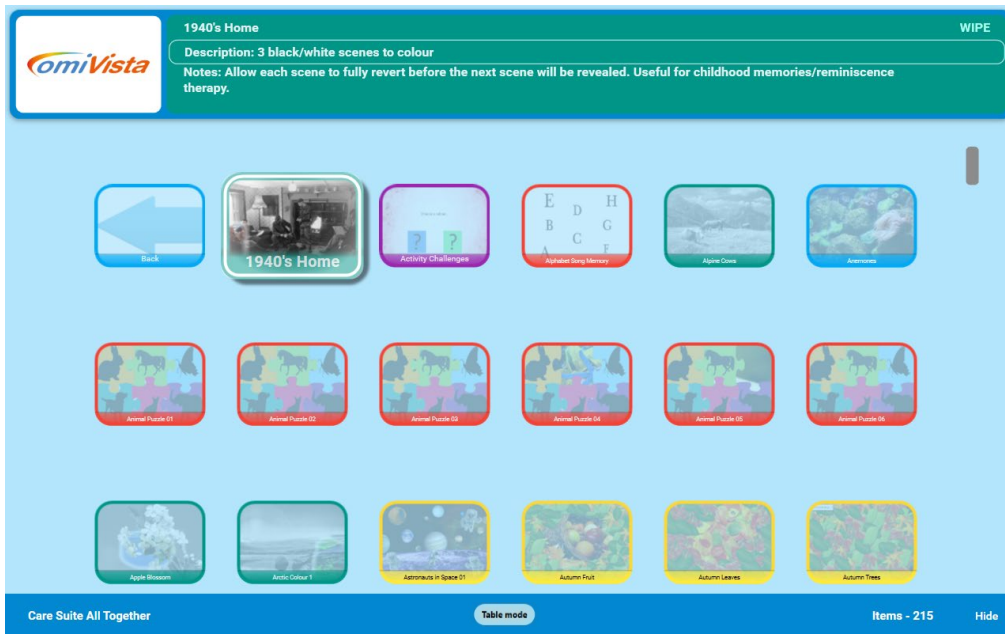 1940's Home
WIPE
omiVista
Description: 3 black/white scenes to colour
Notes: Allow each scene to fully revert before the next scene will be revealed. Useful for childhood memories/reminiscence
therapy.
Back
1940's Home
?
?
Activity Challenges
E
D
H
B
G
C
A
F
Alphabet Song Memory
Alpine Cows
Anemones
Animal Puzzle 01
Animal Puzzle 02
Animal Puzzle 03
Animal Puzzle 04
Animal Puzzle 05
Animal Puzzle 06
Apple Blossom
Arctic Colour 1
Astronauts in Space 01
Autumn Fruit
Autumn Leaves
Autumn Trees
Care Suite All Together
Table mode
Items - 215
Hide